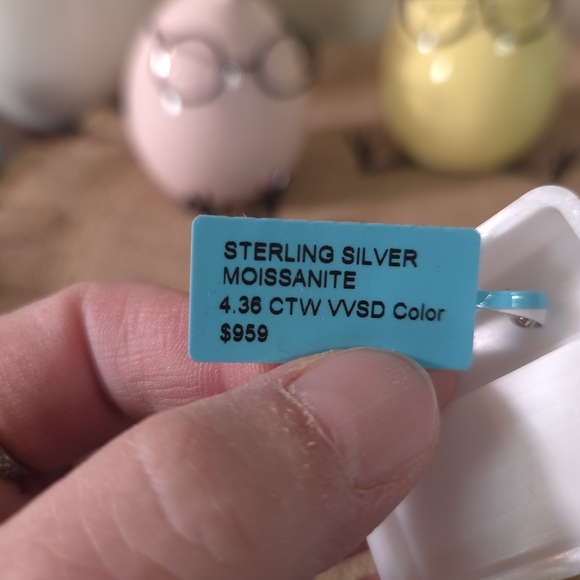 STERLING SILVER
MOISSANITE
4.36 CTW VVSD Color
$959